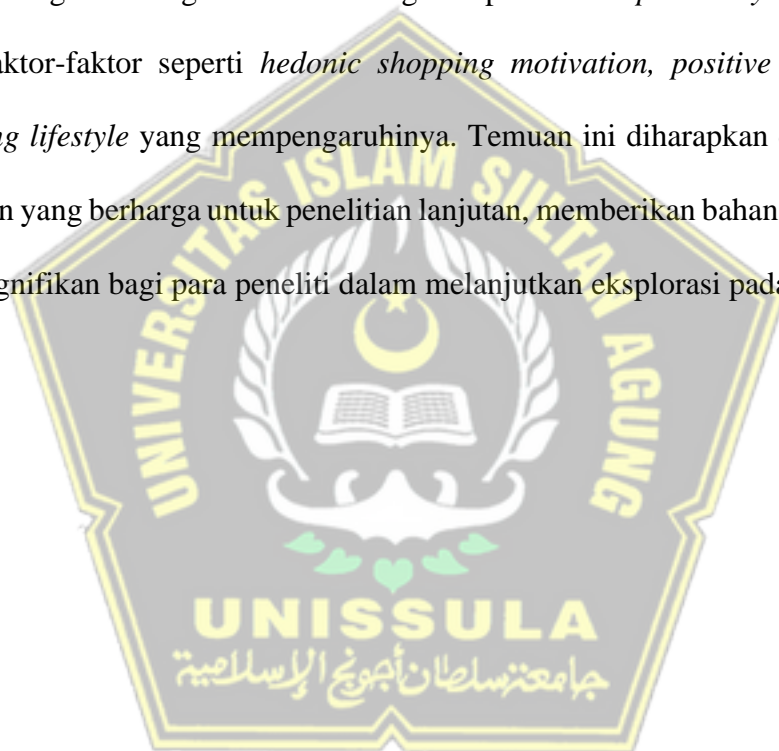 aktor-faktor seperti hedonic shopping motivation, positive
ng lifestyle yang mempengaruhinya. Temuan ini diharapkan
n yang berharga untuk penelitian lanjutan, memberikan bahan
gnifikan bagi para peneliti dalam melanjutkan eksplorasi pada
UNIVERSITAS ISLAM SULTAN AGUNG
UNISSULA
جامعة سلطان أجونج الإسلامية